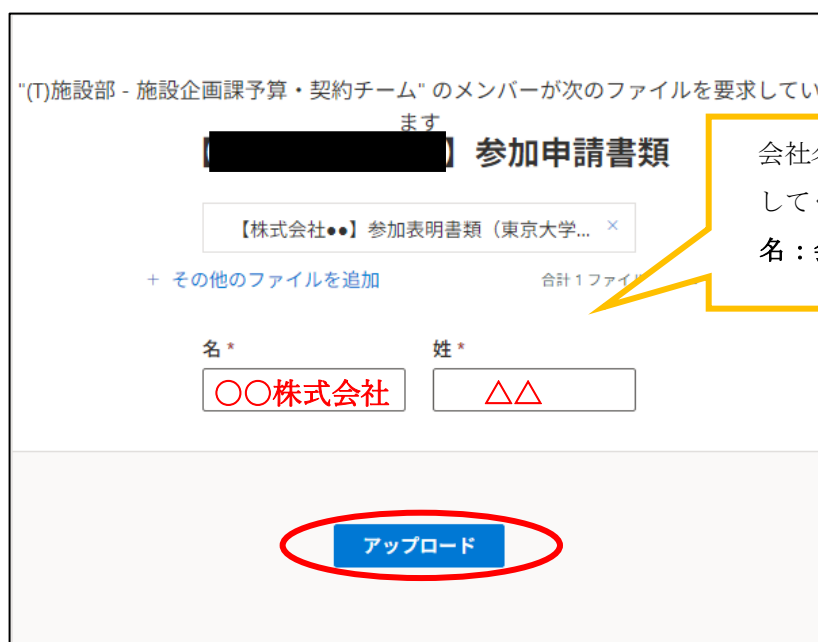 "(T)施設部 - 施設企画課予算・契約チーム" のメンバーが次のファイルを要求してい
ます
【 】参加申請書類
会社
して
名：
【株式会社●●】参加表明書類（東京大学... ×
+ その他のファイルを追加
合計1ファイ
名 *
姓 *
〇〇株式会社
△△
アップロード